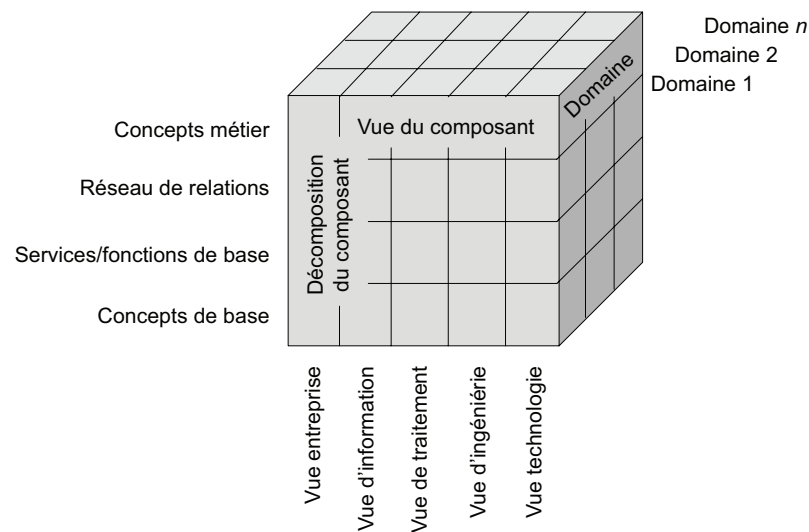 Domaine n
Domaine 2
Domaine 1
Domaine
Concepts métier
Vue du composant
Réseau de relations
Décomposition
du composant
Services/fonctions de base
Concepts de base
Vue entreprise
Vue d'information
Vue de traitement
Vue d'ingéniérie
Vue technologie